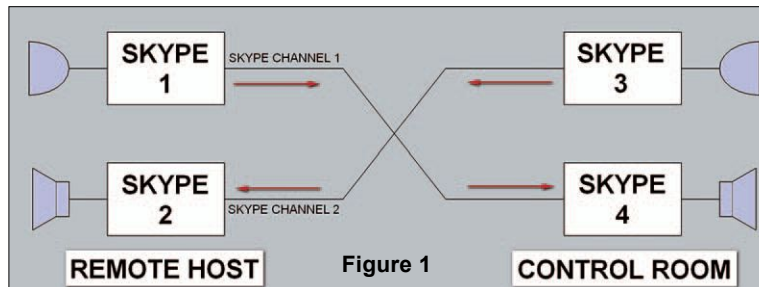 SKYPE
1
SKYPE CHANNEL 1
SKYPE
3
SKYPE
2
SKYPE CHANNEL 2
SKYPE
4
REMOTE HOST
Figure 1
CONTROL ROOM